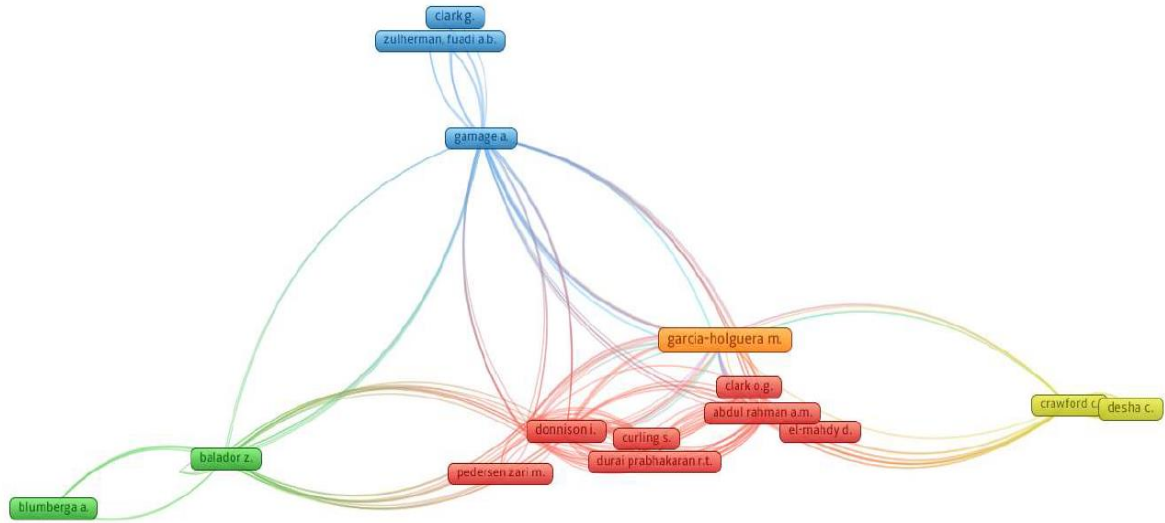 clark g.
zulherman, fuadi a.b.
gamage a.
garcia-holguera m.
clark o.g.
crawford c.
desha c.
abdul rahman a.m.
donnison i.
el-mahdy d.
curling s.
balador z.
durai prabhakaran r.t.
pedersen zari m.
blumberga a.